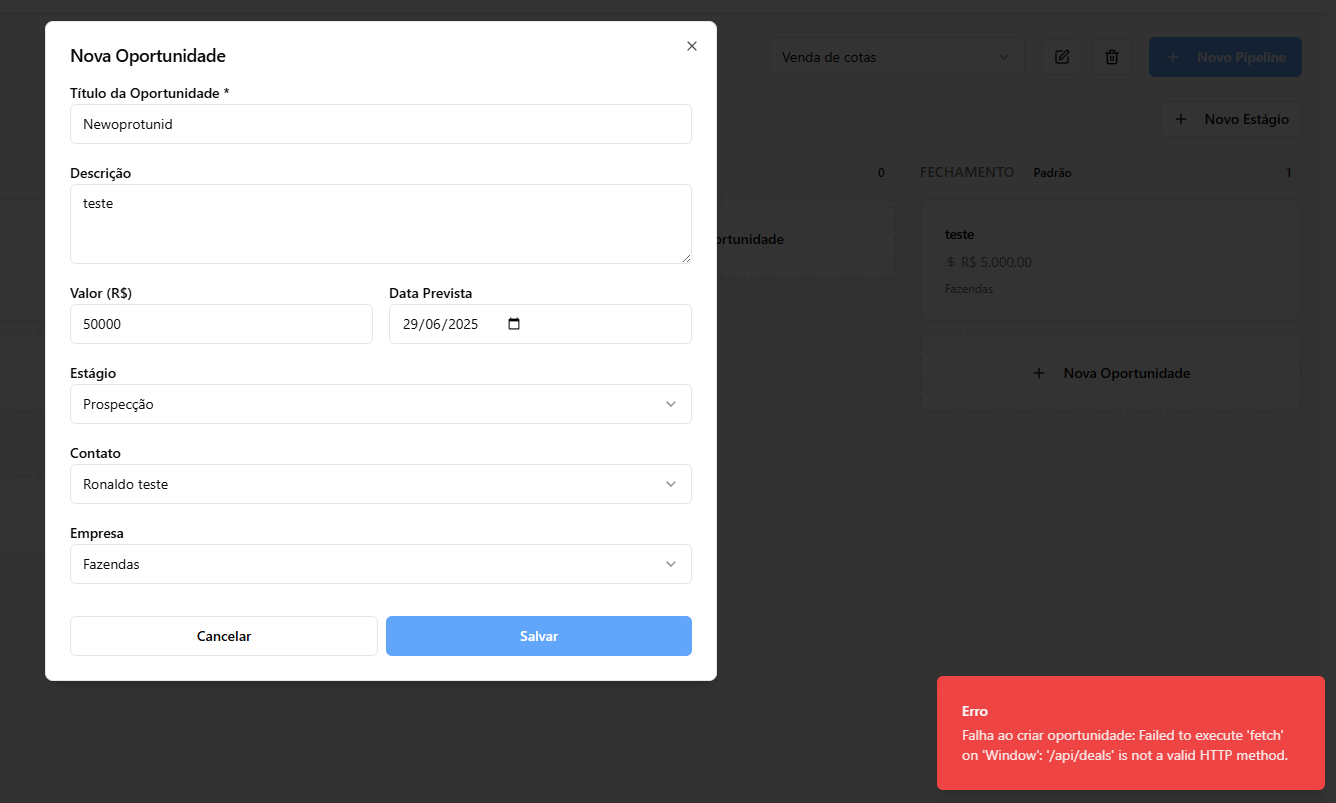 Nova Oportunidade
Título da Oportunidade *
Newoprotunid
Descrição
teste
Valor (R$)
Data Prevista
50000
29/06/2025
Estágio
Prospecção
Contato
Ronaldo teste
Empresa
Fazendas
Cancelar
Salvar
Venda de cotas
+ Novo Pipeline
+ Novo Estágio
0
FECHAMENTO
Padrão
1
ortunidade
teste
$ R$ 5.000,00
Fazendas
+ Nova Oportunidade
Erro
Falha ao criar oportunidade: Failed to execute 'fetch'
on 'Window': '/api/deals' is not a valid HTTP method.